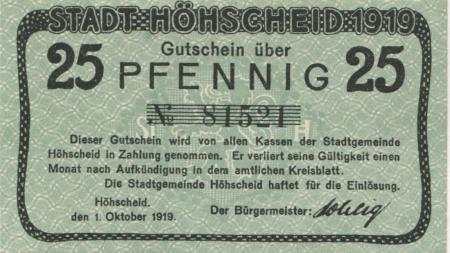 STADT HÖHSCHEID 1919
Gutschein über
25 PFENNIG 25
№ 81521
Dieser Gutschein wird von allen Kassen der Stadtgemeinde
Höhscheid in Zahlung genommen. Er verliert seine Gültigkeit einen
Monat nach Aufkündigung in dem amtlichen Kreisblatt.
Die Stadtgemeinde Höhscheid haftet für die Einlösung.
Höhscheid.
den 1. Oktober 1919. Der Bürgermeister: